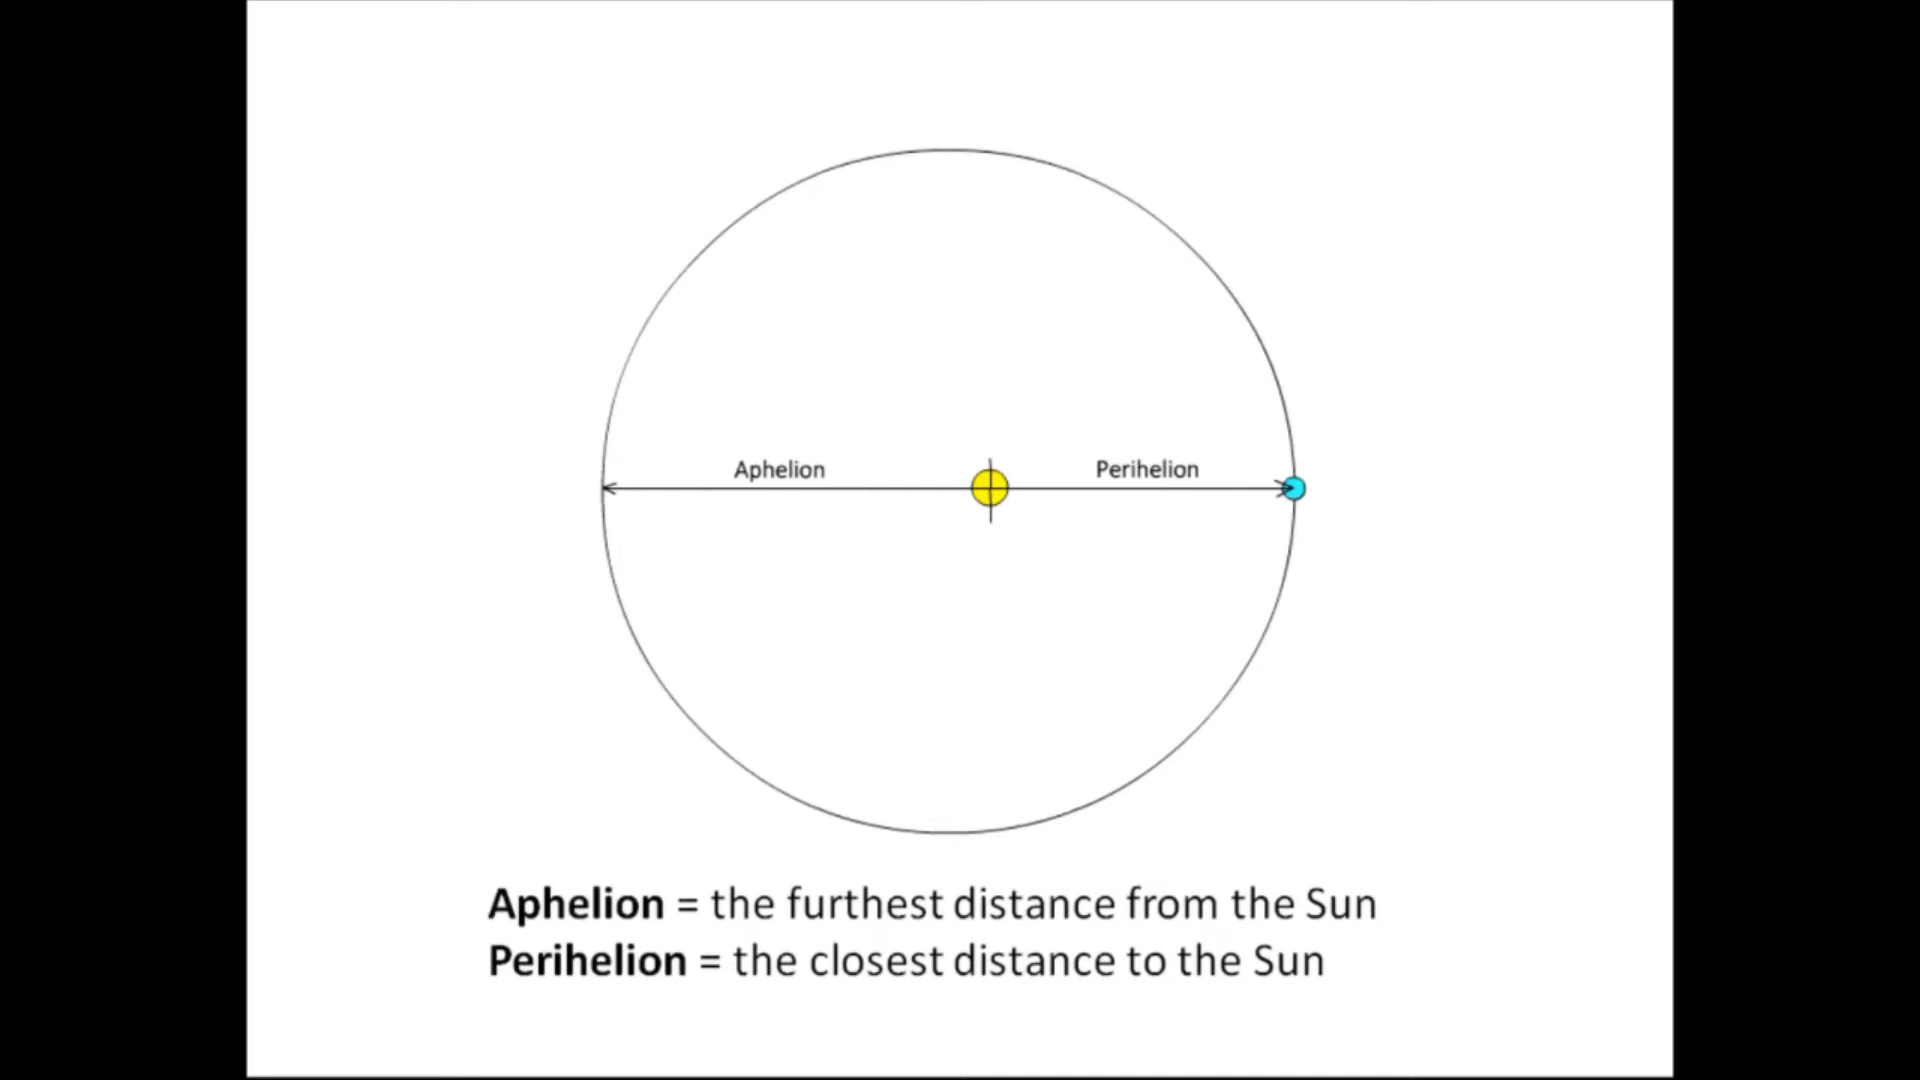 Aphelion
Perihelion
Aphelion = the furthest distance from the Sun
Perihelion = the closest distance to the Sun